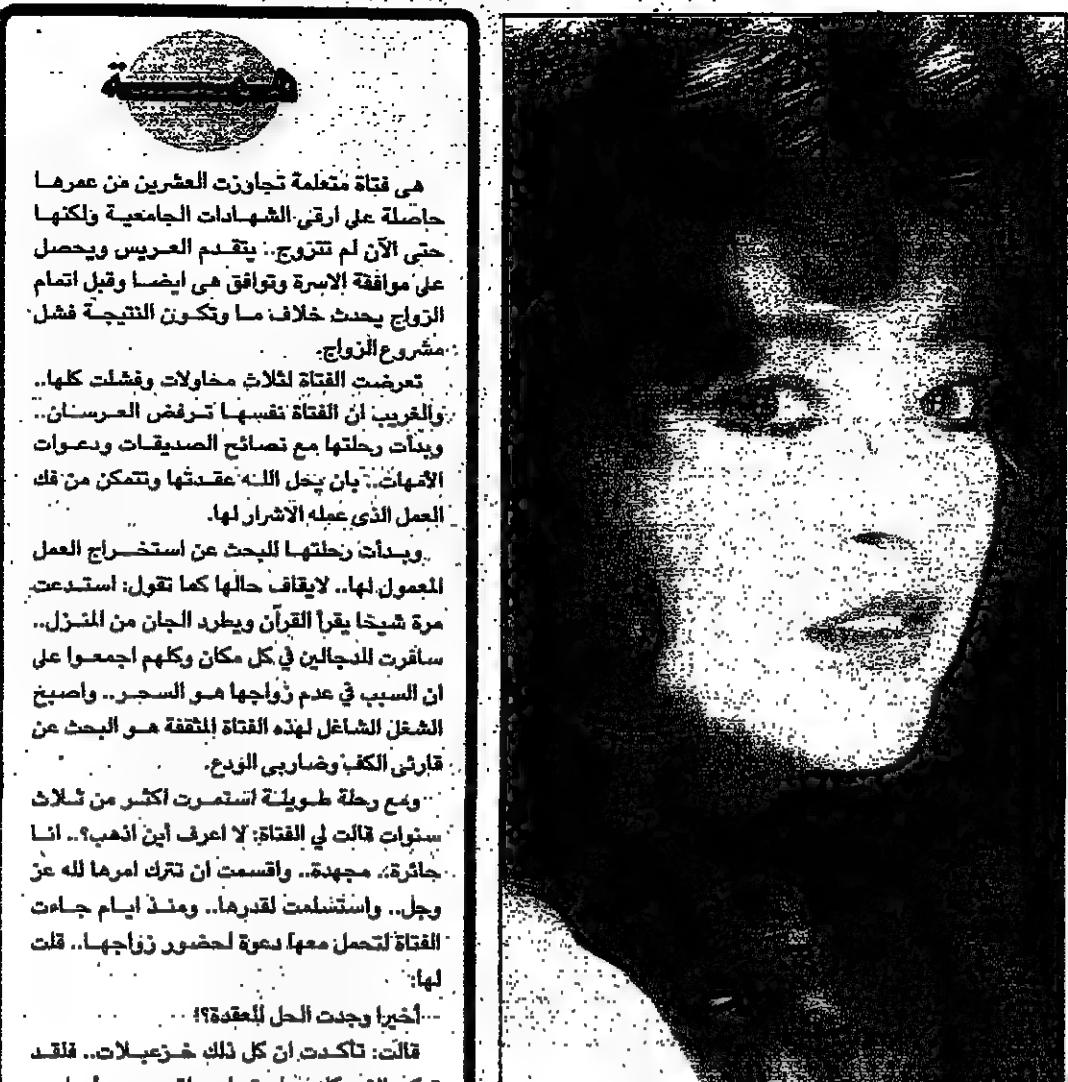 همسة
هى فتاة متعلمة تجاوزت العشرين من عمرها
حاصلة على ارقى الشهادات الجامعية ولكنها
حتى الآن لم تتزوج.. يتقدم العريس ويحصل
على موافقة الاسرة وتوافق هى ايضا وقبل اتمام
الزواج يحدث خلاف ما وتكون النتيجة فشل
مشروع الزواج.
تعرضت الفتاة لثلاث محاولات وفشلت كلها..
والغريب ان الفتاة نفسها ترفض العرسان..
وبدأت رحلتها مع نصائح الصديقات ودعوات
الأمهات.. بان يحل الله عقدتها وتتمكن من فك
العمل الذى عمله الاشرار لها.
وبدأت رحلتها للبحث عن استخراج العمل
المعمول لها.. لايقاف حالها كما تقول: استدعت
مرة شيخا يقرأ القرآن ويطرد الجان من المنزل..
سافرت للدجالين فى كل مكان وكلهم اجمعوا على
ان السبب فى عدم زواجها هو السحر.. واصبح
الشغل الشاغل لهذه الفتاة المثقفة هو البحث عن
قارئى الكف وضاربى الودع.
ومع رحلة طويلة استمرت اكثر من ثلاث
سنوات قالت لي الفتاة: لا اعرف أين اذهب؟.. انا
حائرة.. مجهدة.. واقسمت ان تترك امرها لله عز
وجل.. واستسلمت لقدرها.. ومنذ ايام جاءت
الفتاة لتحمل معها دعوة لحضور زواجها.. قلت
لها:
أخيرا وجدت الحل للعقدة؟!
قالت: تأكدت ان كل ذلك خزعبلات.. فلقد